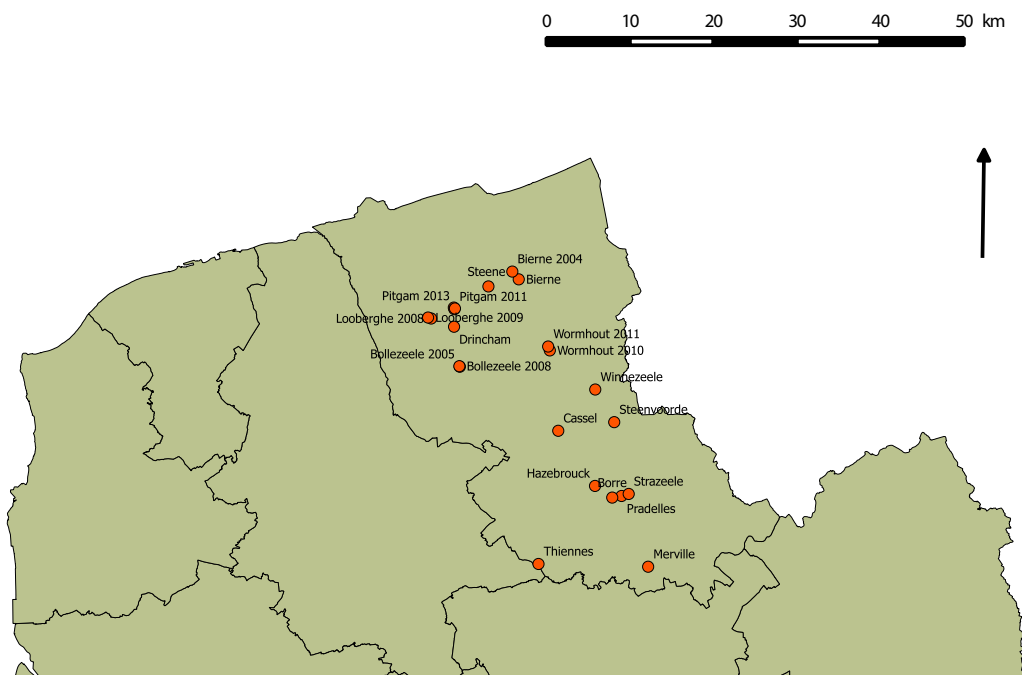 0 10 20 30 40 50 km
Bierne 2004
Steene
Bierne
Pitgam 2013
Pitgam 2011
Looberghe 2008
Looberghe 2009
Drincham
Wormhout 2011
Wormhout 2010
Bollezeele 2005
Bollezeele 2008
Winnezeele
Steenvoorde
Cassel
Hazebrouck
Borre
Strazeele
Pradelles
Thiennes
Merville